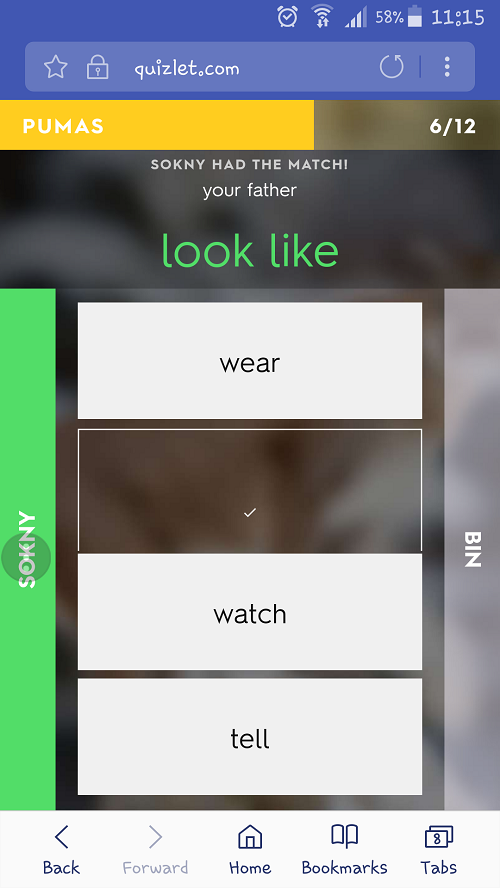 58% 11:15
quizlet.com
PUMAS 6/12
SOKNY HAD THE MATCH!
your father
look like
wear
SOKNY
BIN
watch
tell
Back Forward Home Bookmarks Tabs
8